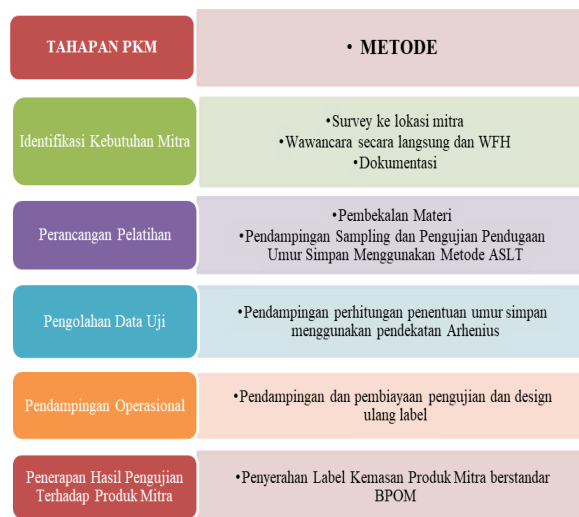 TAHAPAN PKM
• METODE
Identifikasi Kebutuhan Mitra
•Survey ke lokasi mitra
•Wawancara secara langsung dan WFH
•Dokumentasi
Perancangan Pelatihan
•Pembekalan Materi
•Pendampingan Sampling dan Pengujian Pendugaan
Umur Simpan Menggunakan Metode ASLT
Pengolahan Data Uji
•Pendampingan perhitungan penentuan umur simpan
menggunakan pendekatan Arhenius
Pendampingan Operasional
•Pendampingan dan pembiayaan pengujian dan design
ulang label
Penerapan Hasil Pengujian
Terhadap Produk Mitra
•Penyerahan Label Kemasan Produk Mitra berstandar
BPOM